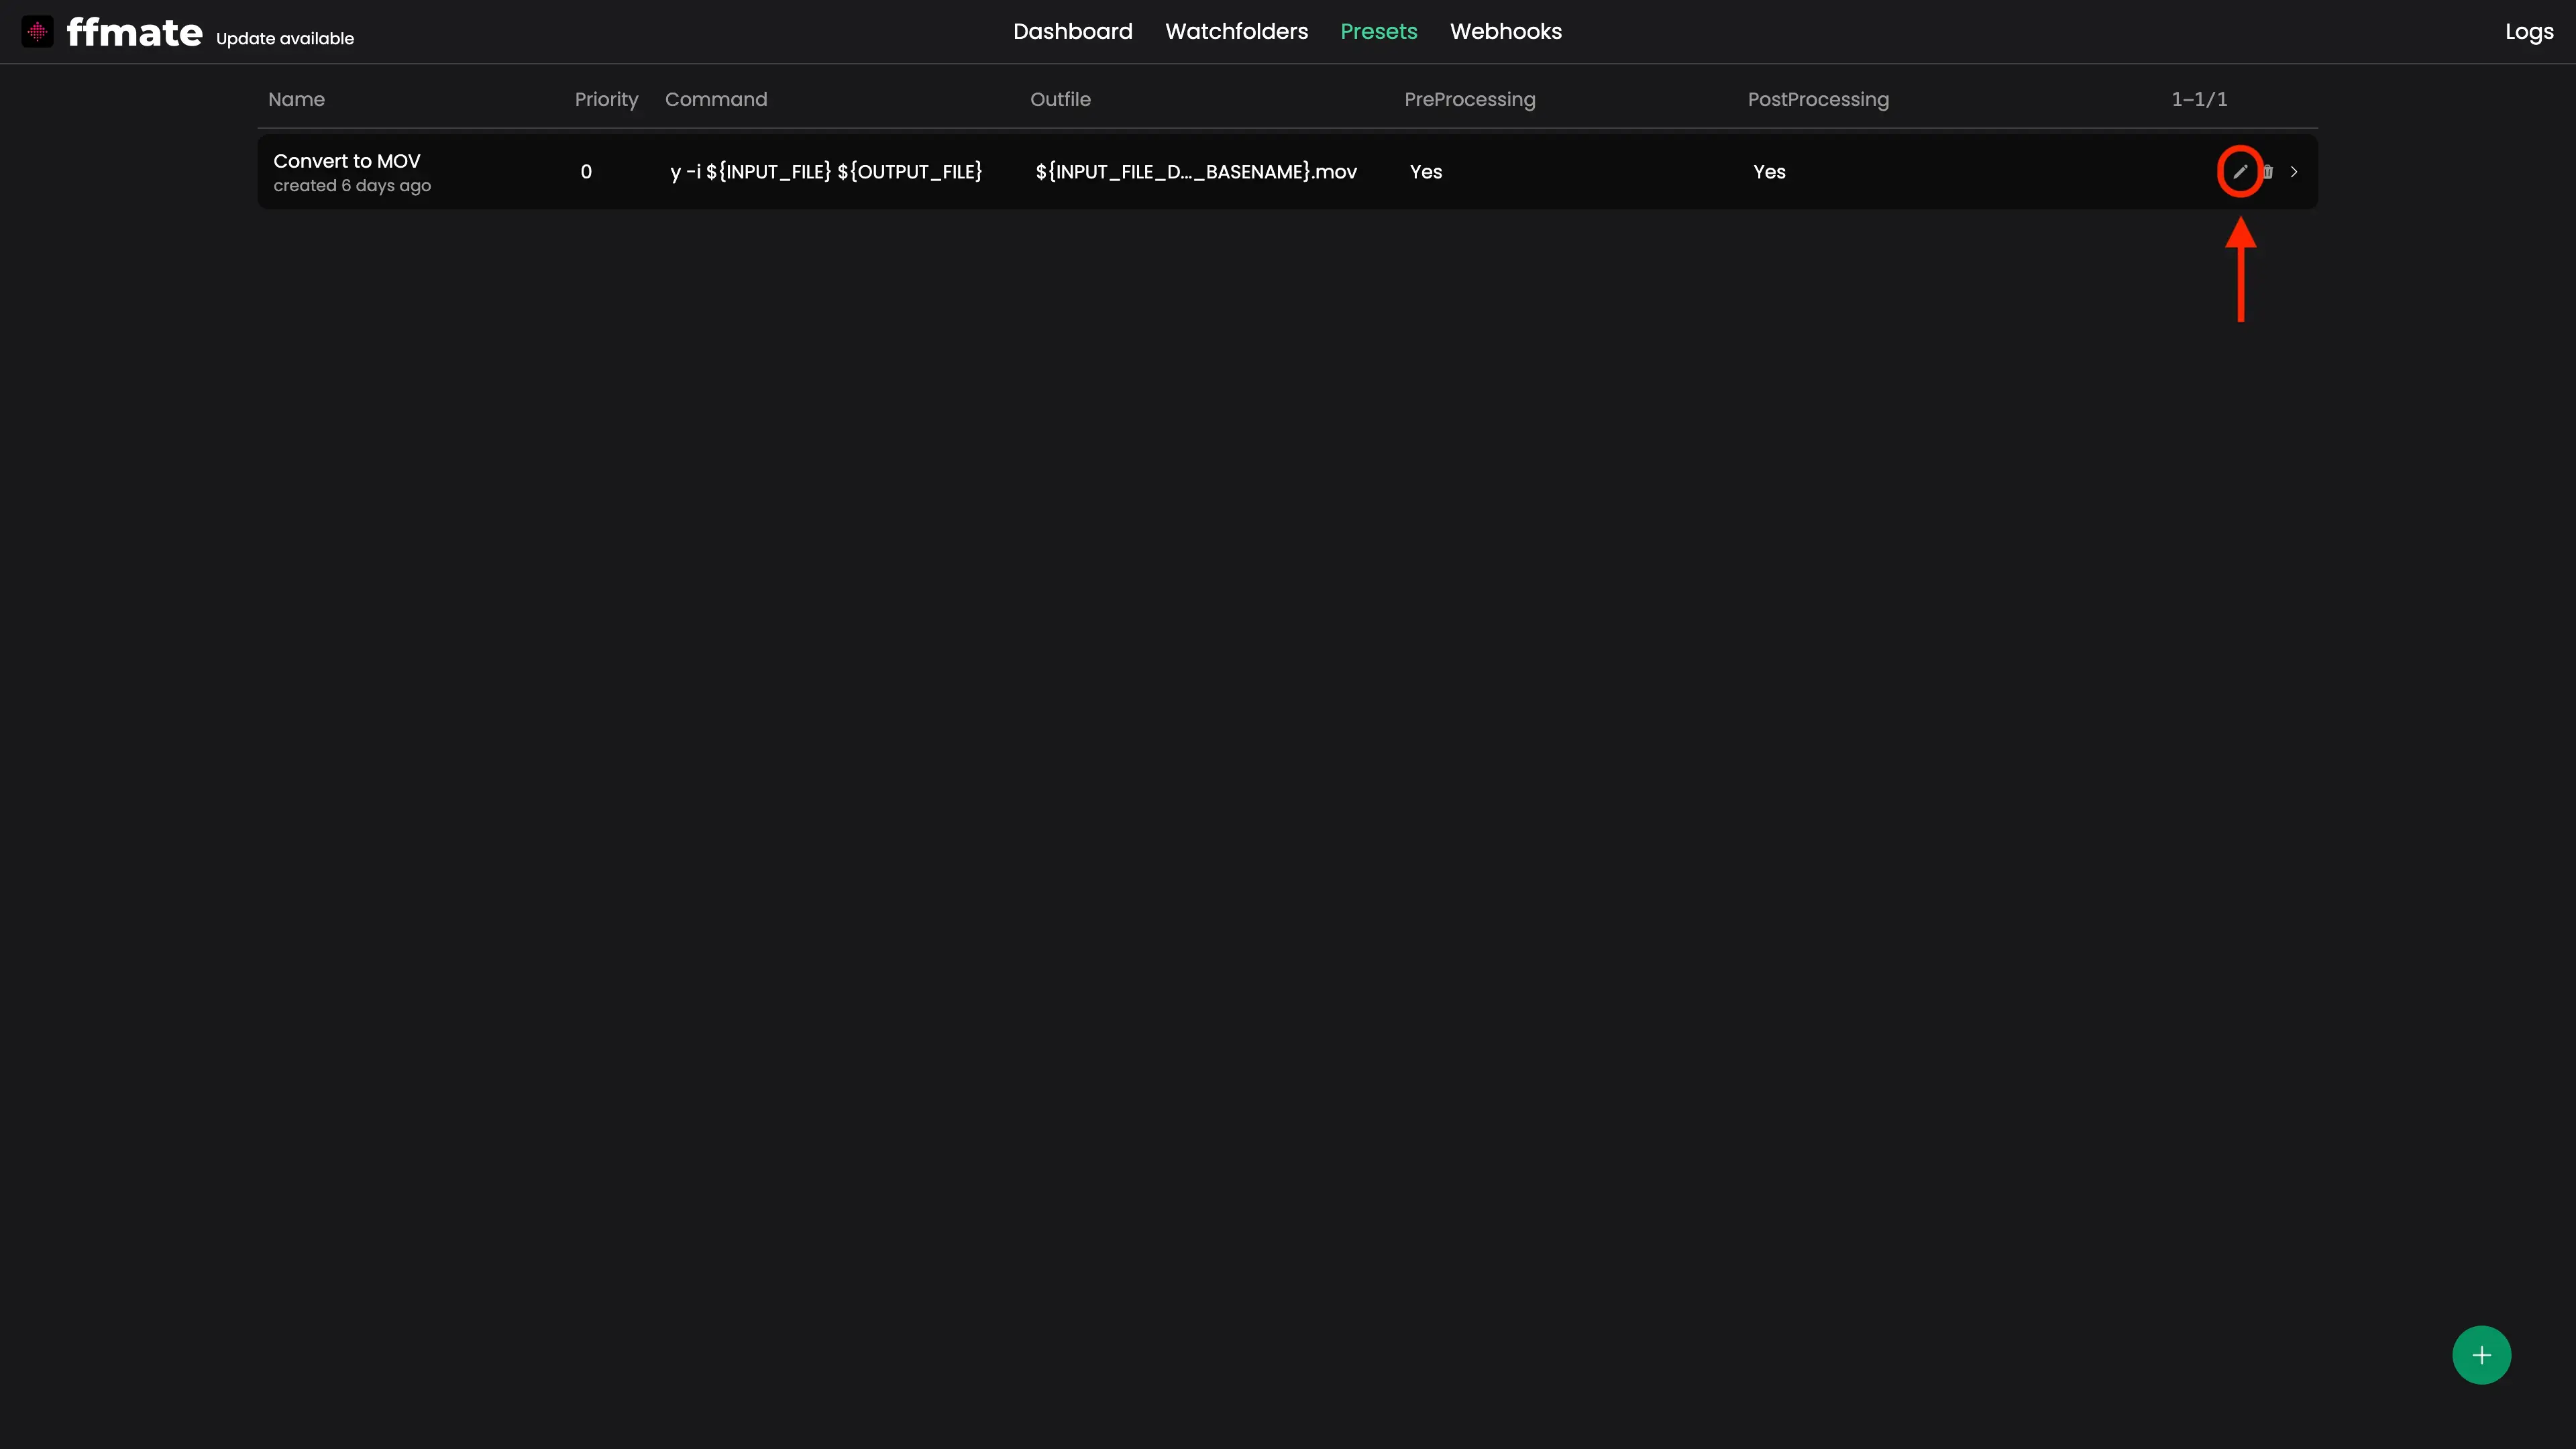 ffmate Update available Dashboard Watchfolders Presets Webhooks Logs
Name Priority Command Outfile PreProcessing PostProcessing 1–1/1
Convert to MOV 0 y -i ${INPUT_FILE} ${OUTPUT_FILE} ${INPUT_FILE_D..._BASENAME}.mov Yes Yes
created 6 days ago